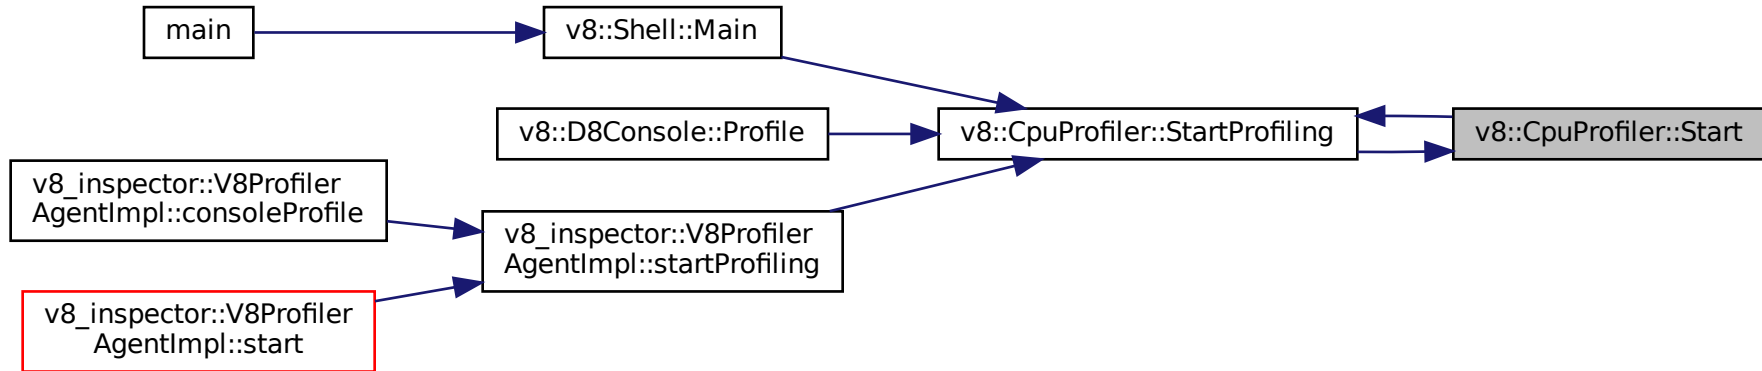 main
v8::Shell::Main
v8::D8Console::Profile
v8::CpuProfiler::StartProfiling
v8::CpuProfiler::Start
v8_inspector::V8Profiler
AgentImpl::consoleProfile
v8_inspector::V8Profiler
AgentImpl::startProfiling
v8_inspector::V8Profiler
AgentImpl::start